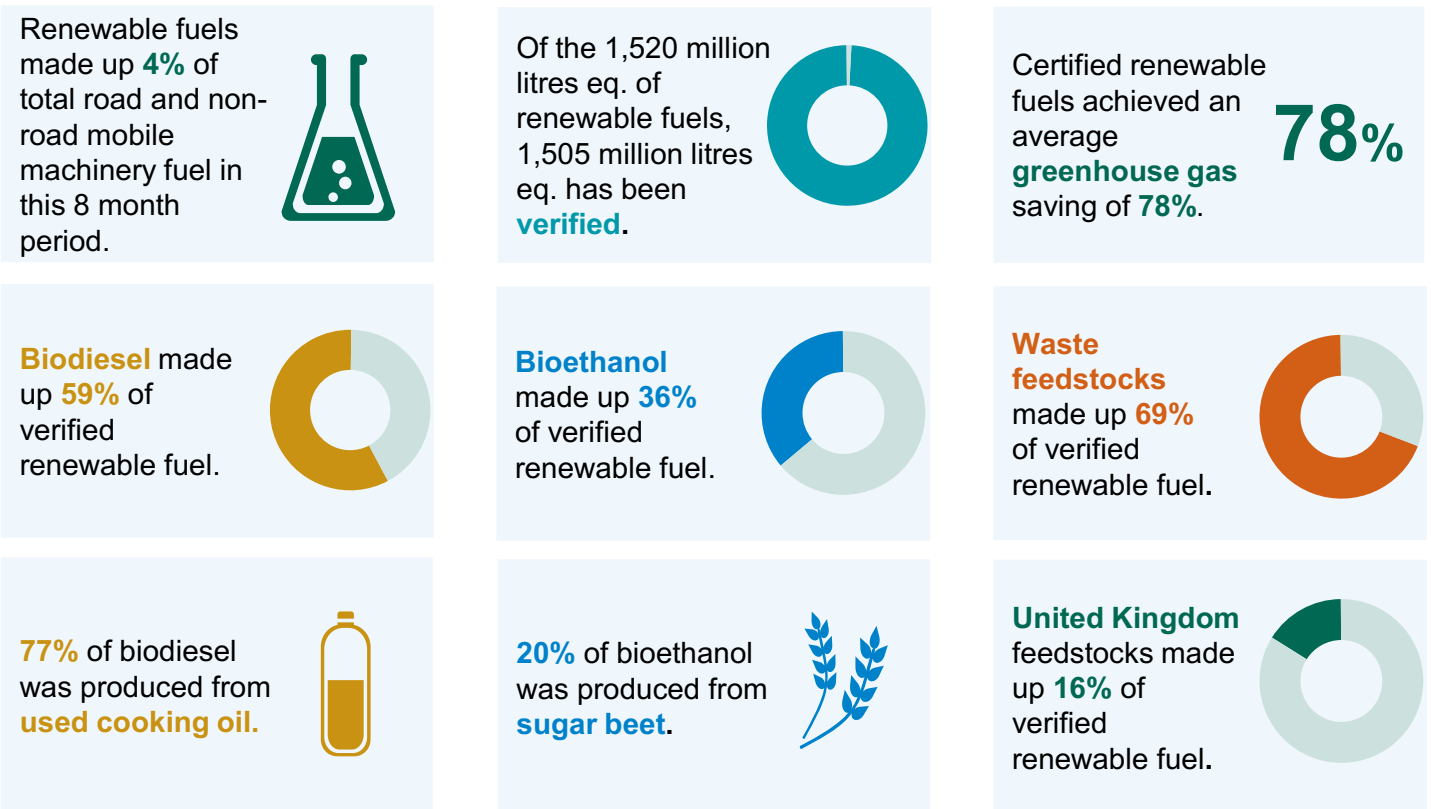 Renewable fuels
made up 4% of
total road and non-
road mobile
machinery fuel in
this 8 month
period.
Of the 1,520 million
litres eq. of
renewable fuels,
1,505 million litres
eq. has been
verified.
Certified renewable
fuels achieved an
average
greenhouse gas
saving of 78%.
78%
Biodiesel made
up 59% of
verified
renewable fuel.
Bioethanol
made up 36%
of verified
renewable fuel.
Waste
feedstocks
made up 69%
of verified
renewable fuel.
77% of biodiesel
was produced from
used cooking oil.
20% of bioethanol
was produced from
sugar beet.
United Kingdom
feedstocks made
up 16% of
verified
renewable fuel.